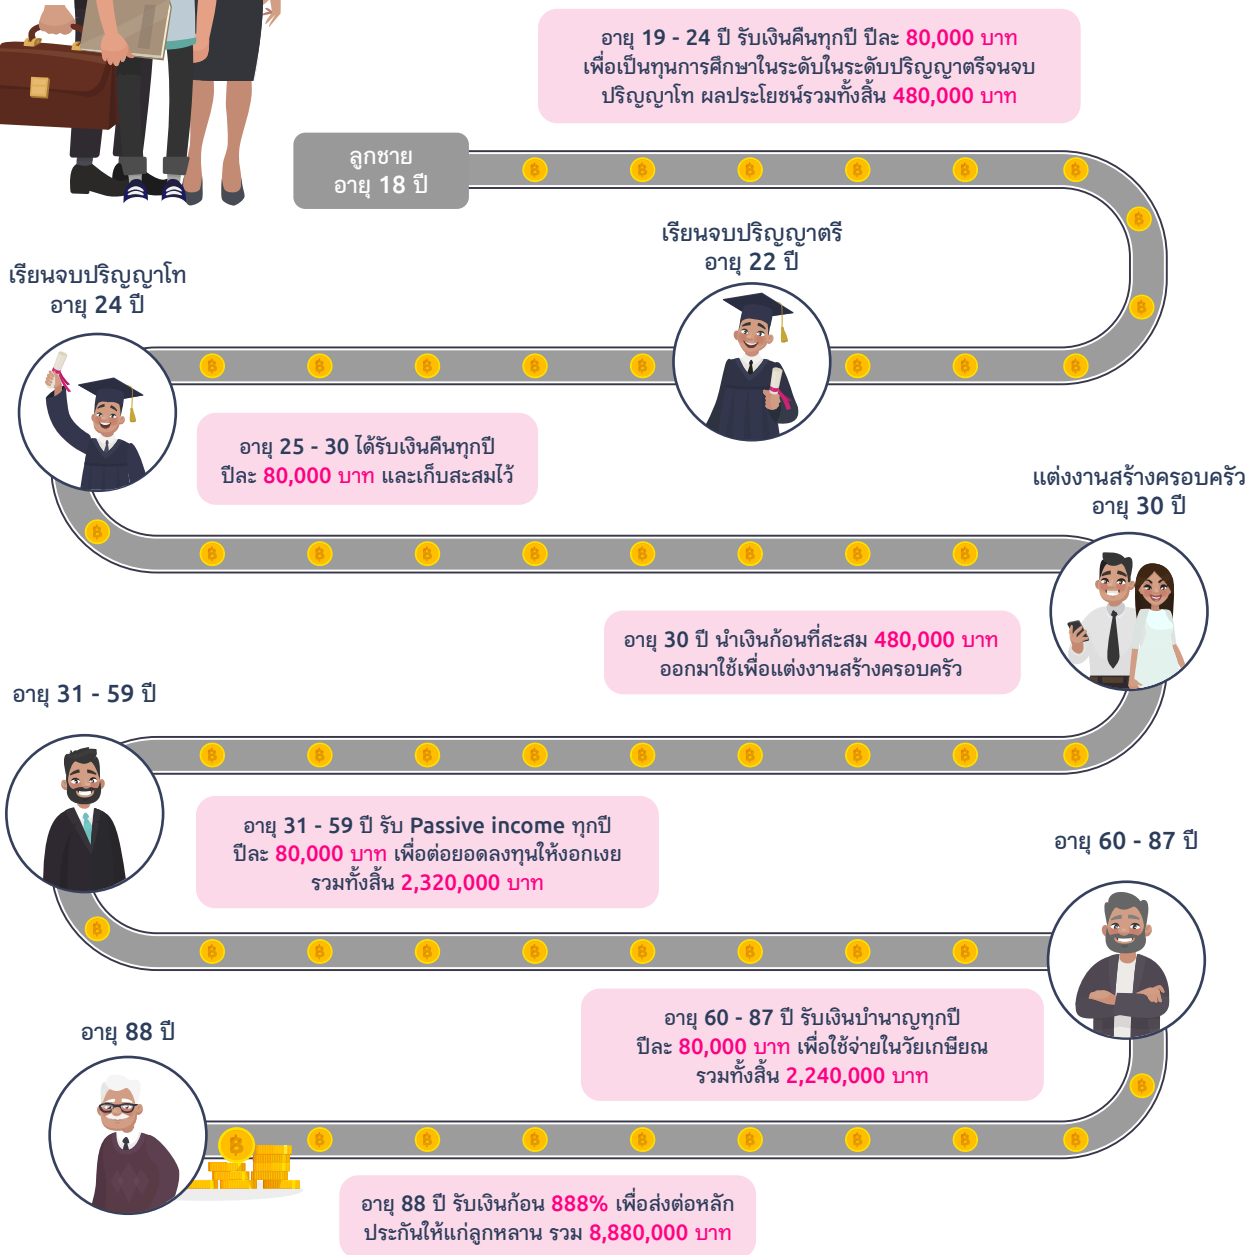 อายุ 19 - 24 ปี รับเงินคืนทุกปี ปีละ 80,000 บาท
เพื่อเป็นทุนการศึกษาในระดับในระดับปริญญาตรีจนจบ
ปริญญาโท ผลประโยชน์รวมทั้งสิ้น 480,000 บาท
ลูกชาย
อายุ 18 ปี
เรียนจบปริญญาตรี
อายุ 22 ปี
เรียนจบปริญญาโท
อายุ 24 ปี
อายุ 25 - 30 ได้รับเงินคืนทุกปี
ปีละ 80,000 บาท และเก็บสะสมไว้
แต่งงานสร้างครอบครัว
อายุ 30 ปี
อายุ 30 ปี นำเงินก้อนที่สะสม 480,000 บาท
ออกมาใช้เพื่อแต่งงานสร้างครอบครัว
อายุ 31 - 59 ปี
อายุ 31 - 59 ปี รับ Passive income ทุกปี
ปีละ 80,000 บาท เพื่อต่อยอดลงทุนให้งอกเงย
รวมทั้งสิ้น 2,320,000 บาท
อายุ 60 - 87 ปี
อายุ 60 - 87 ปี รับเงินบำนาญทุกปี
ปีละ 80,000 บาท เพื่อใช้จ่ายในวัยเกษียณ
รวมทั้งสิ้น 2,240,000 บาท
อายุ 88 ปี
อายุ 88 ปี รับเงินก้อน 888% เพื่อส่งต่อหลัก
ประกันให้แก่ลูกหลาน รวม 8,880,000 บาท